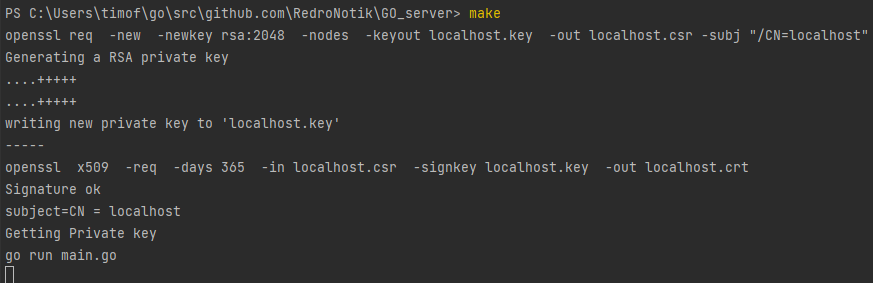 PS C:\Users\timof\go\src\github.com\RedroNotik\GO_server> make
openssl req  -new  -newkey rsa:2048  -nodes  -keyout localhost.key  -out localhost.csr -subj "/CN=localhost"
Generating a RSA private key
....+++++
....+++++
writing new private key to 'localhost.key'
-----
openssl  x509  -req  -days 365  -in localhost.csr  -signkey localhost.key  -out localhost.crt
Signature ok
subject=CN = localhost
Getting Private key
go run main.go